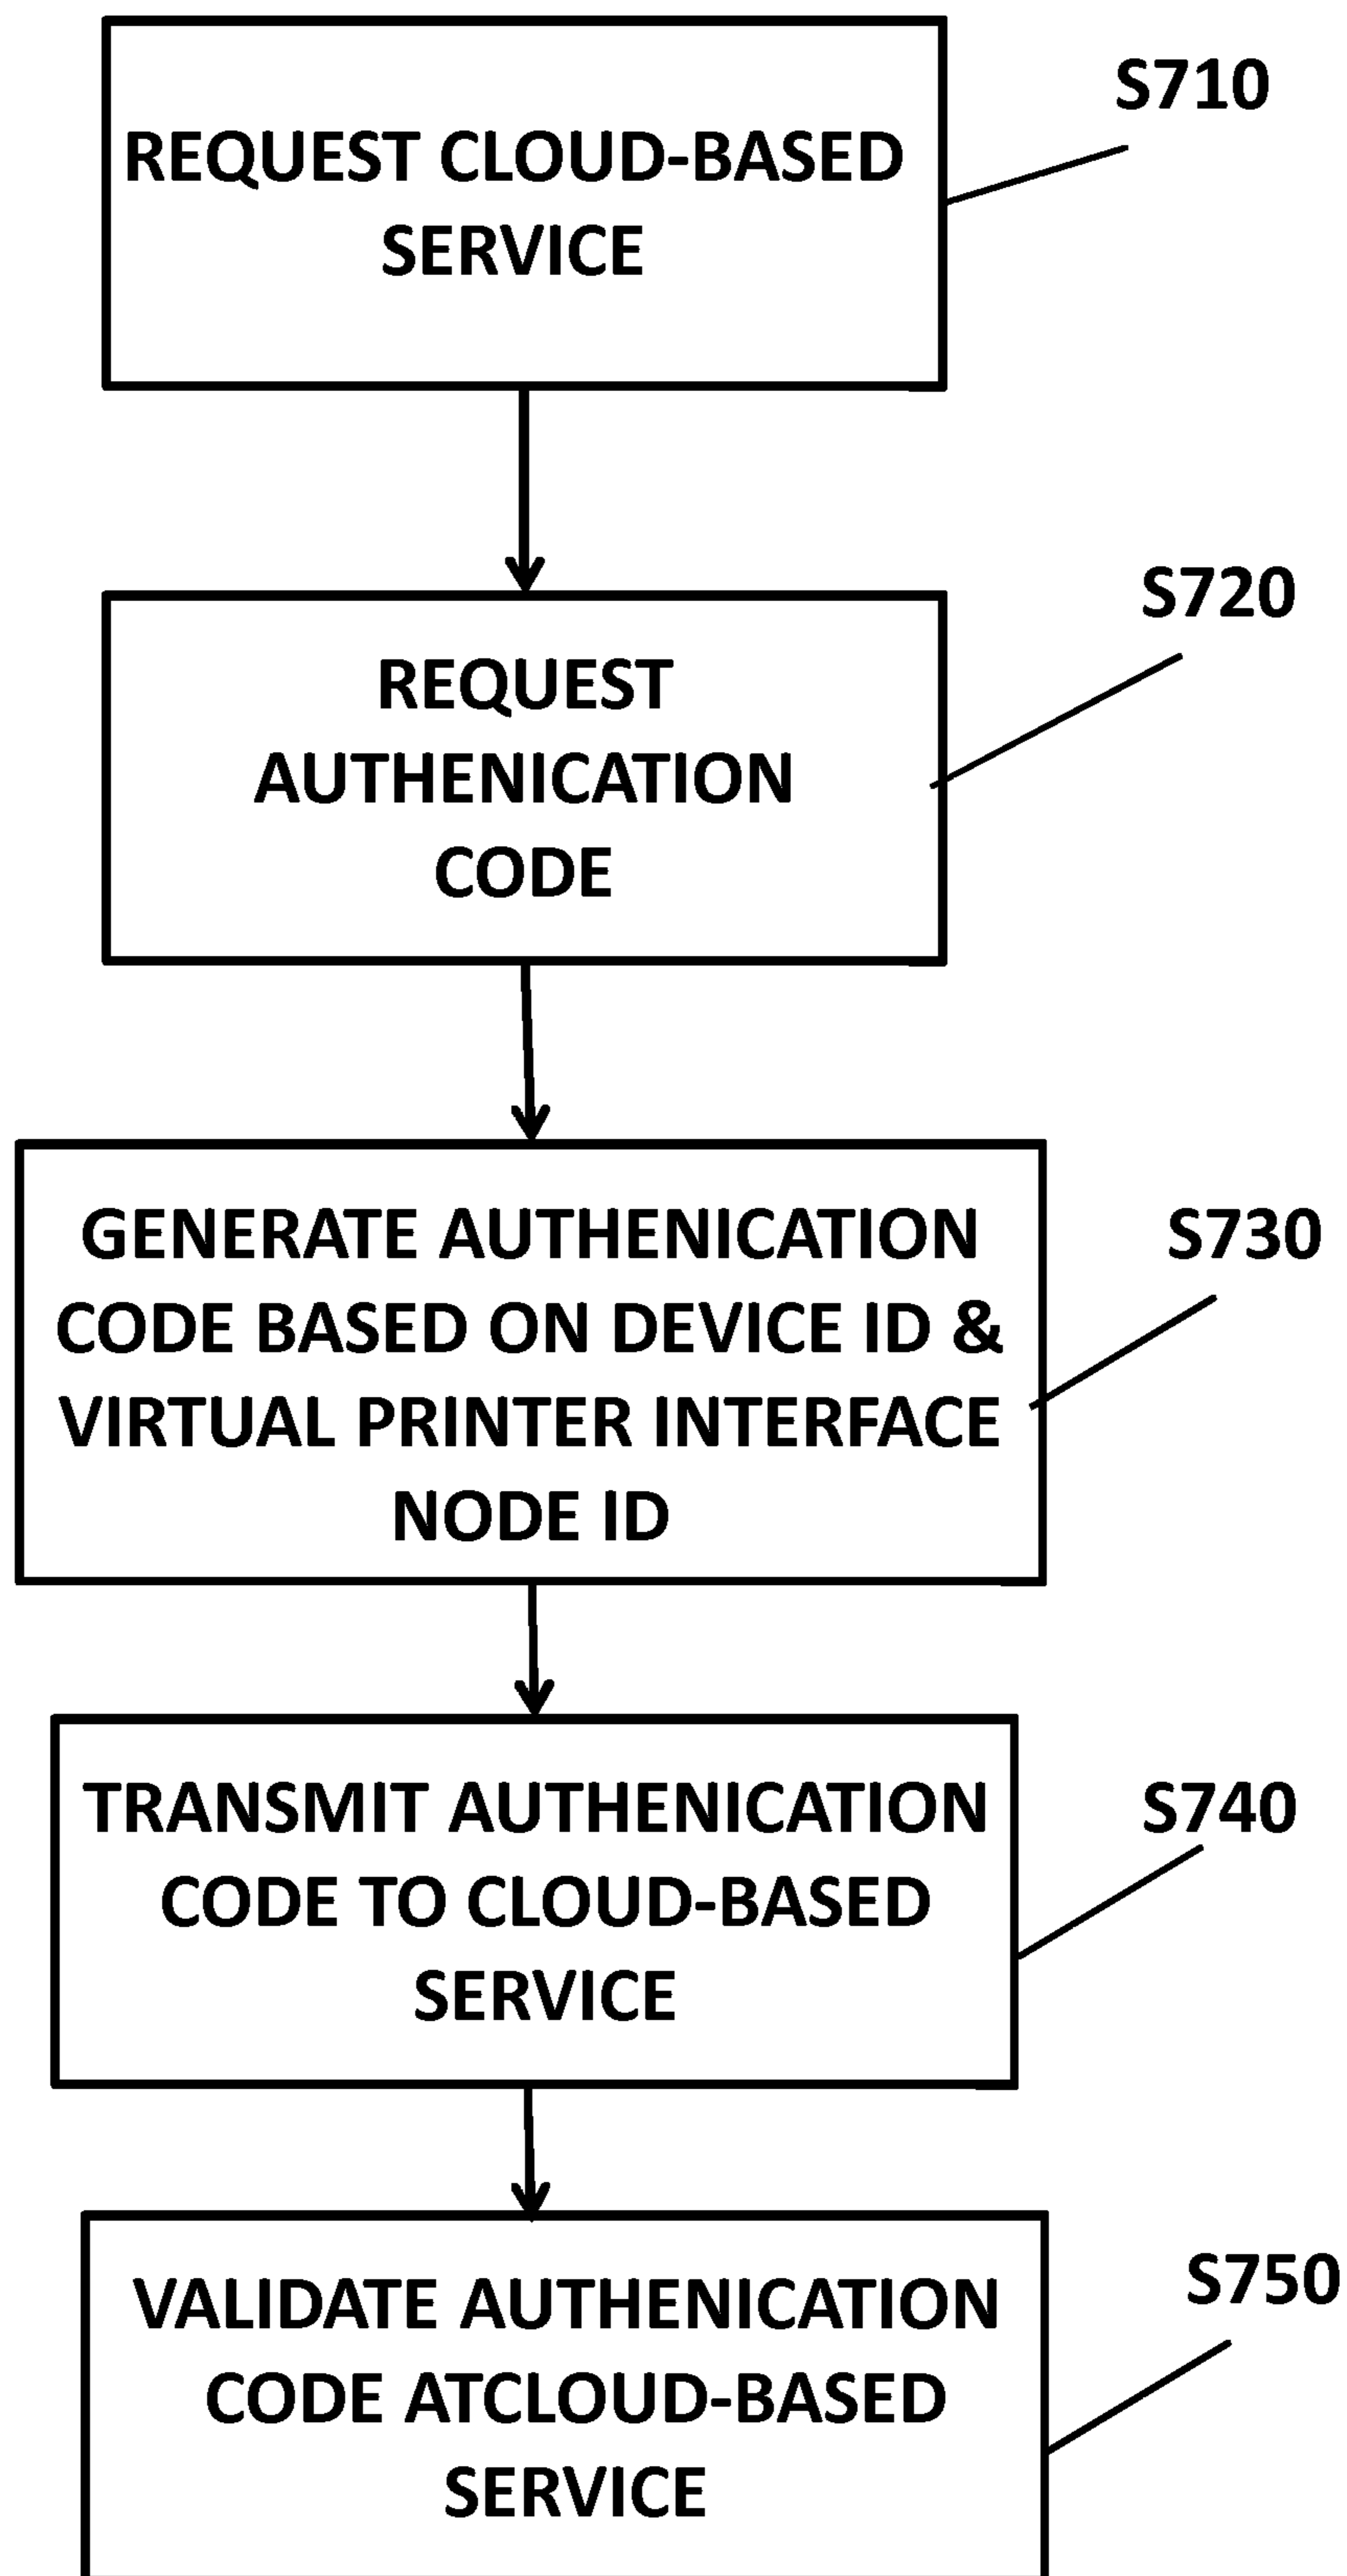 S710
REQUEST CLOUD-BASED
SERVICE
S720
REQUEST
AUTHENICATION
CODE
S730
GENERATE AUTHENICATION
CODE BASED ON DEVICE ID &
VIRTUAL PRINTER INTERFACE
NODE ID
S740
TRANSMIT AUTHENICATION
CODE TO CLOUD-BASED
SERVICE
S750
VALIDATE AUTHENICATION
CODE ATCLOUD-BASED
SERVICE